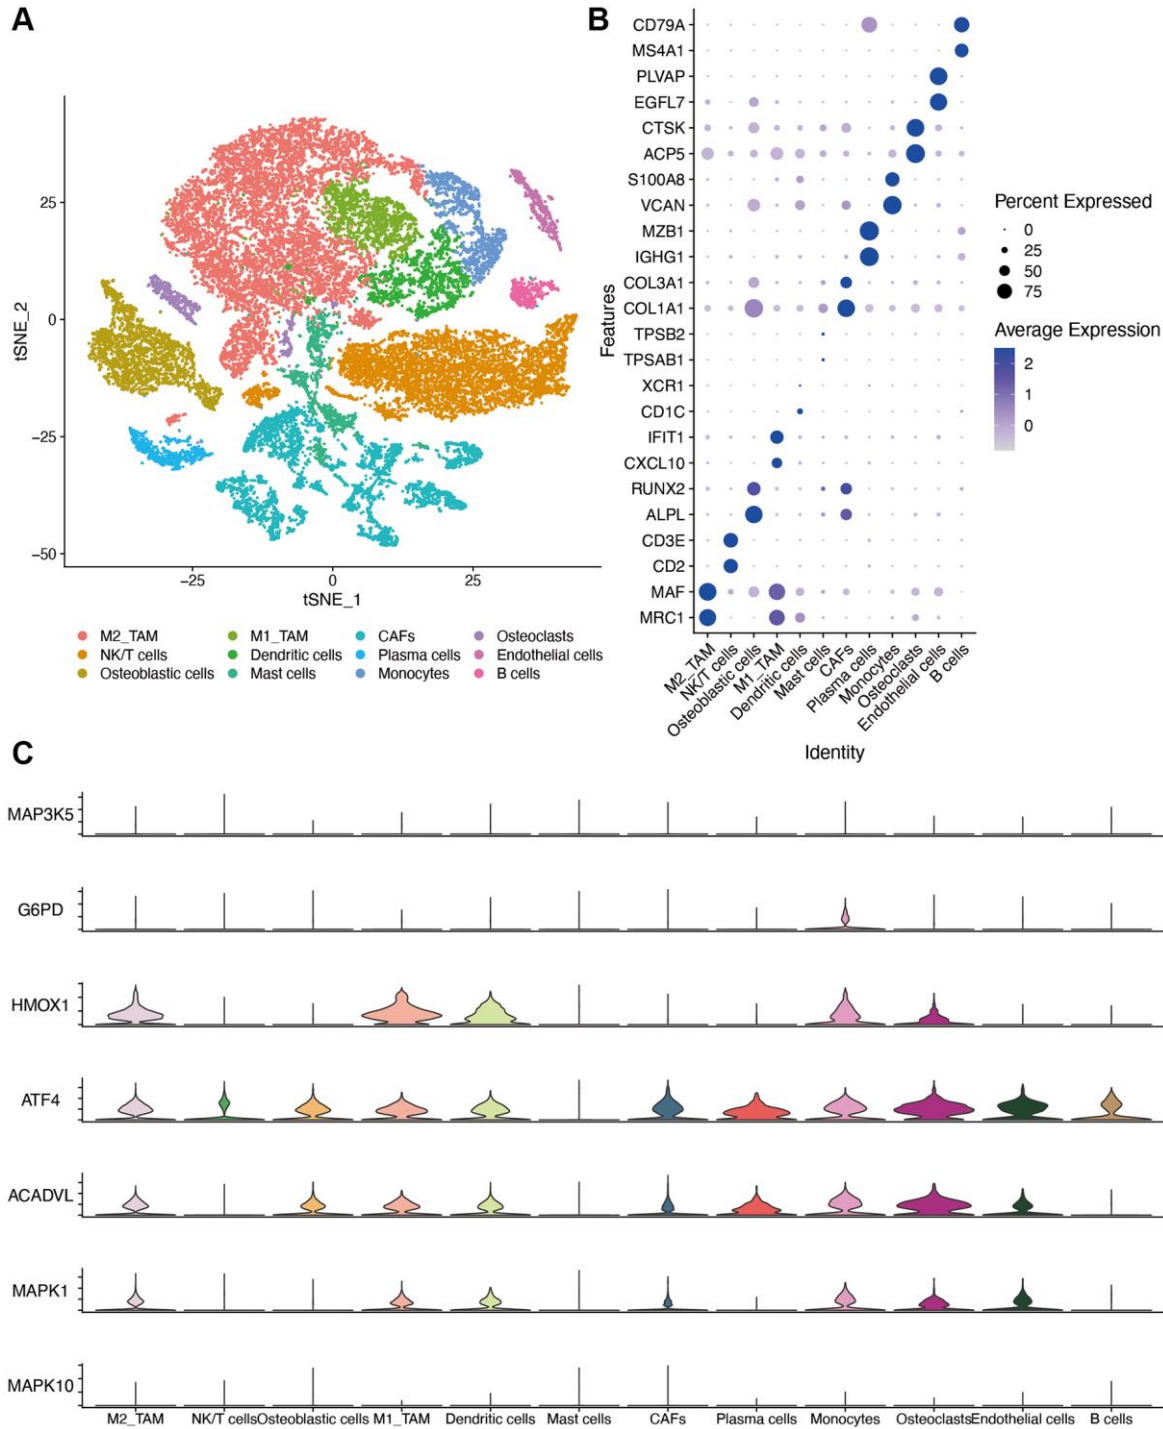 A
25
0
−25
−50
tSNE_2
−25
0
25
tSNE_1
M2_TAM
M1_TAM
CAFs
Osteoclasts
NK/T cells
Dendritic cells
Plasma cells
Endothelial cells
Osteoblastic cells
Mast cells
Monocytes
B cells
B
CD79A
MS4A1
PLVAP
EGFL7
CTSK
ACP5
S100A8
VCAN
MZB1
IGHG1
COL3A1
COL1A1
TPSB2
TPSAB1
XCR1
CD1C
IFIT1
CXCL10
RUNX2
ALPL
CD3E
CD2
MAF
MRC1
Features
M2_TAM
NK/T cells
Osteoblastic cells
M1_TAM
Dendritic cells
Mast cells
CAFs
Plasma cells
Monocytes
Osteoclasts
Endothelial cells
B cells
Identity
Percent Expressed
0
25
50
75
Average Expression
2
1
0
C
MAP3K5
G6PD
HMOX1
ATF4
ACADVL
MAPK1
MAPK10
M2_TAM
NK/T cells
Osteoblastic cells
M1_TAM
Dendritic cells
Mast cells
CAFs
Plasma cells
Monocytes
Osteoclasts
Endothelial cells
B cells